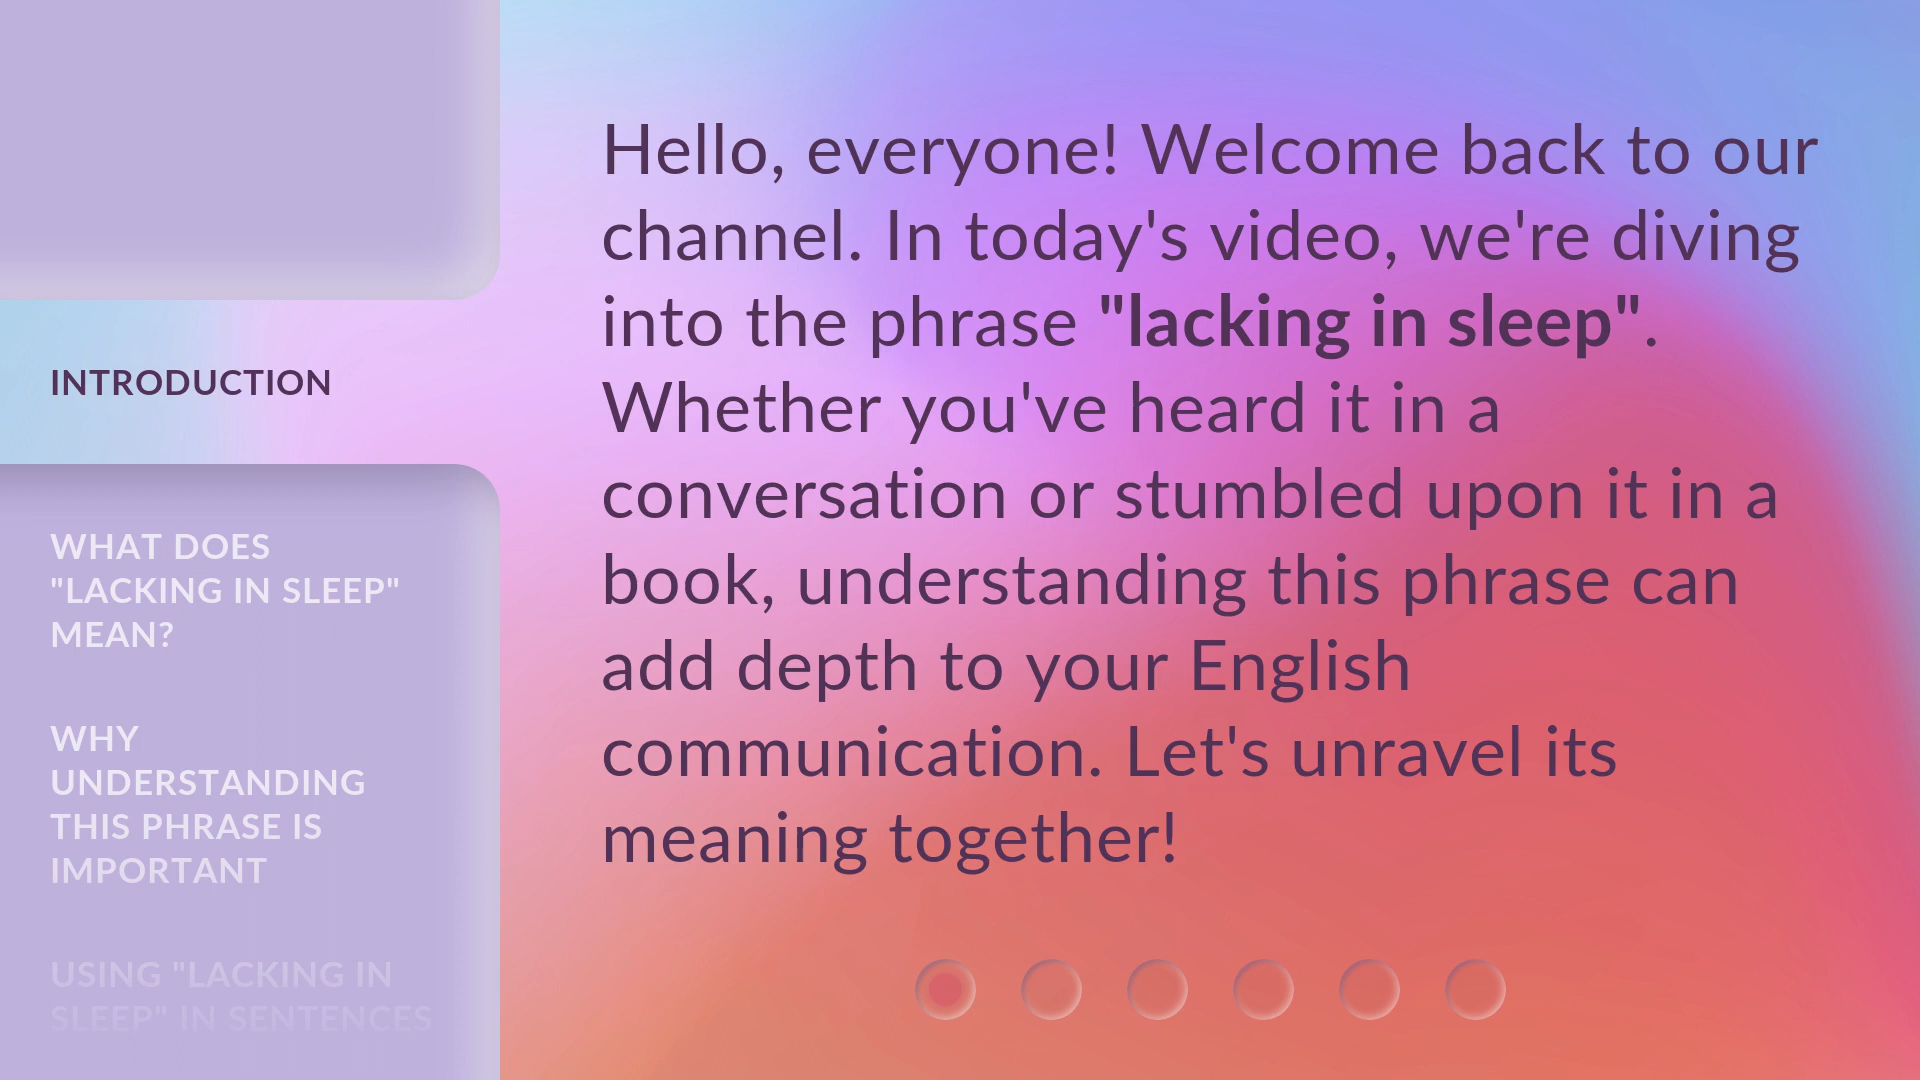 INTRODUCTION
WHAT DOES
"LACKING IN SLEEP"
MEAN?
WHY
UNDERSTANDING
THIS PHRASE IS
IMPORTANT
USING "LACKING IN
SLEEP" IN SENTENCES
Hello, everyone! Welcome back to our
channel. In today's video, we're diving
into the phrase "lacking in sleep".
Whether you've heard it in a
conversation or stumbled upon it in a
book, understanding this phrase can
add depth to your English
communication. Let's unravel its
meaning together!